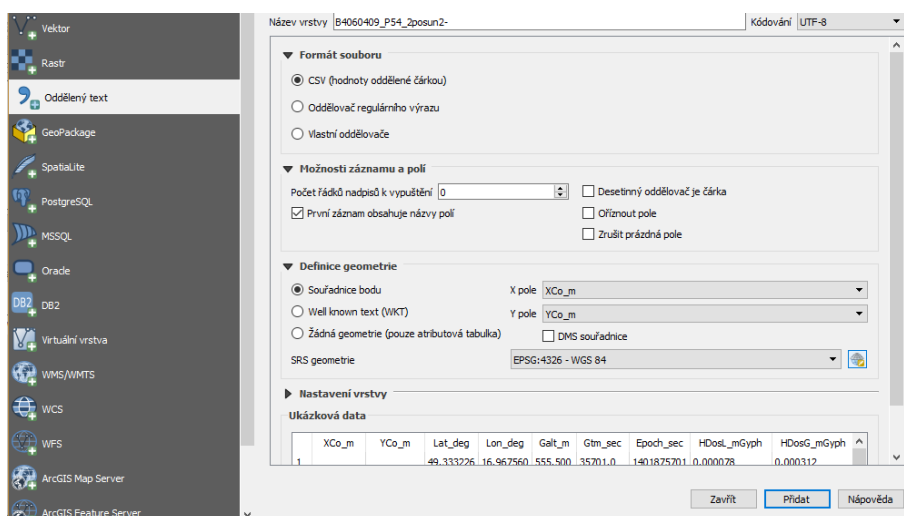 Název vrstvy B4060409_P54_2posun2- Kódování UTF-8
Vektor
Rastr
Oddělený text
GeoPackage
SpatiaLite
PostgreSQL
MSSQL
Oracle
DB2 DB2
Virtuální vrstva
WMS/WMTS
WCS
WFS
ArcGIS Map Server
ArcGIS Feature Server
Formát souboru
CSV (hodnoty oddělené čárkou)
Oddělovač regulárního výrazu
Vlastní oddělovače
Možnosti záznamu a polí
Počet řádků nadpisů k vypuštění 0 Desetinný oddělovač je čárka
První záznam obsahuje názvy polí Oříznout pole
Zrušit prázdná pole
Definice geometrie
Souřadnice bodu X pole XCo_m
Well known text (WKT) Y pole YCo_m
Žádná geometrie (pouze atributová tabulka) DMS souřadnice
SRS geometrie EPSG:4326 - WGS 84
Nastavení vrstvy
Ukázková data
XCo_m YCo_m Lat_deg Lon_deg Galt_m Gtm_sec Epoch_sec HDosL_mGyph HDosG_mGyph
1 49.333226 16.967560 555.500 35701.0 1401875701 0.000078 0.000312
Zavřít Přidat Nápověda